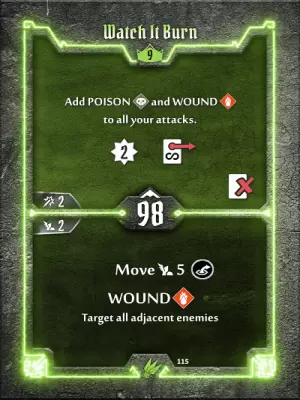 Watch It Burn
9
Add POISON and WOUND
to all your attacks.
2
2
98
2
Move 5
WOUND
Target all adjacent enemies
115